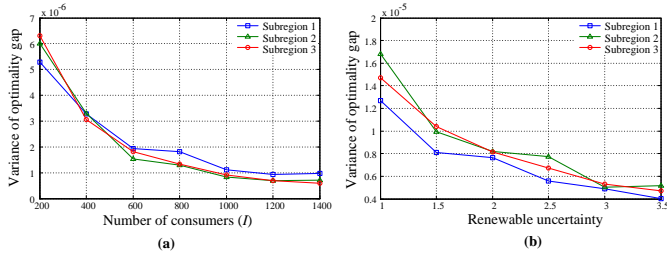 x 10^-6
x 10^-5
Variance of optimality gap
7
6
5
4
3
2
1
0
Subregion 1
Subregion 2
Subregion 3
200 400 600 800 1000 1200 1400
Number of consumers (I)
(a)
Variance of optimality gap
2
1.8
1.6
1.4
1.2
1
0.8
0.6
0.4
Subregion 1
Subregion 2
Subregion 3
1 1.5 2 2.5 3 3.5
Renewable uncertainty
(b)